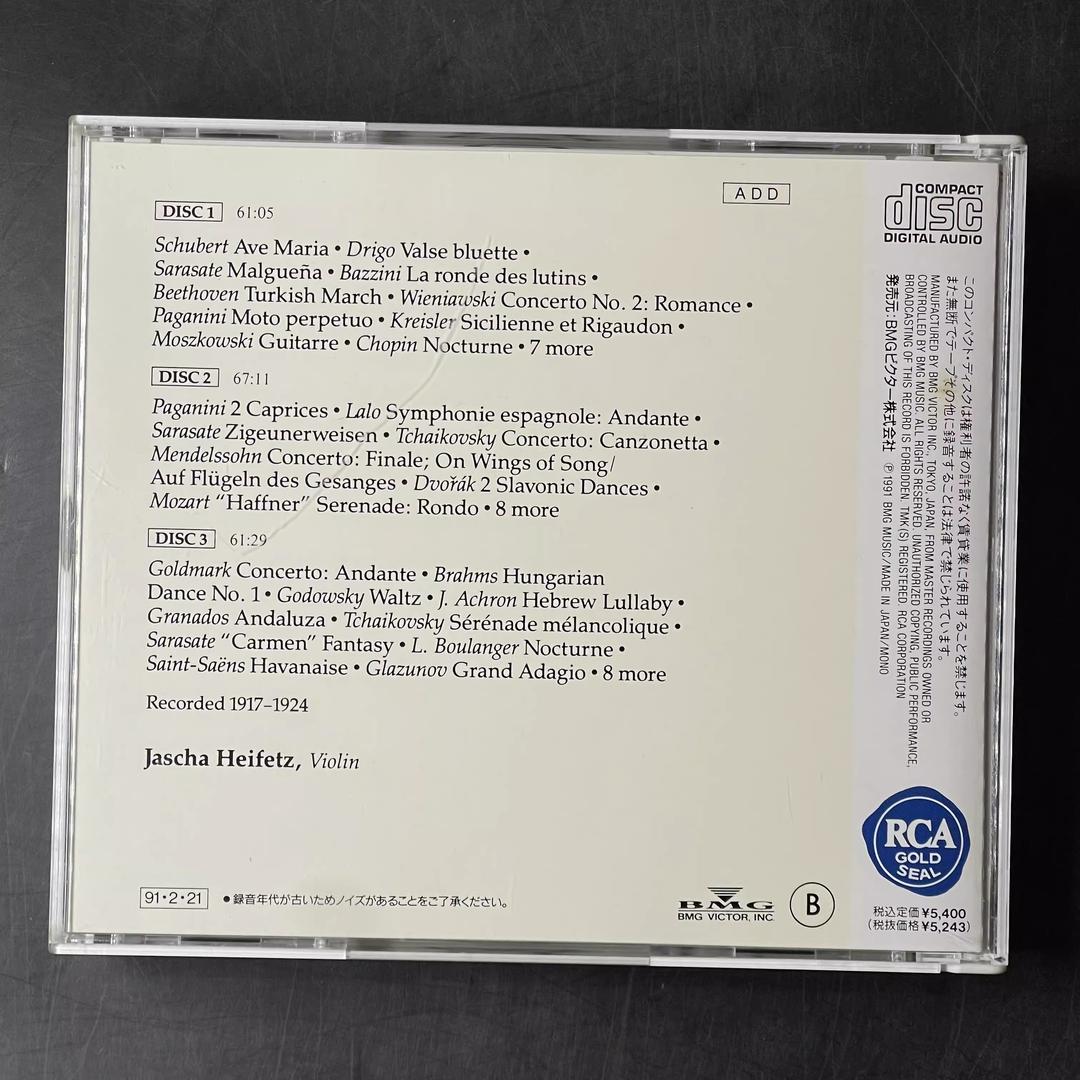 ADD
DISC 1 61:05
Schubert Ave Maria • Drigo Valse bluette •
Sarasate Malgueña • Bazzini La ronde des lutins •
Beethoven Turkish March • Wieniawski Concerto No. 2: Romance •
Paganini Moto perpetuo • Kreisler Sicilienne et Rigaudon •
Moszkowski Guitarre • Chopin Nocturne • 7 more
DISC 2 67:11
Paganini 2 Caprices • Lalo Symphonie espagnole: Andante •
Sarasate Zigeunerweisen • Tchaikovsky Concerto: Canzonetta •
Mendelssohn Concerto: Finale; On Wings of Song/
Auf Flügeln des Gesanges • Dvořák 2 Slavonic Dances •
Mozart “Haffner” Serenade: Rondo • 8 more
DISC 3 61:29
Goldmark Concerto: Andante • Brahms Hungarian
Dance No. 1 • Godowsky Waltz • J. Achron Hebrew Lullaby •
Granados Andaluza • Tchaikovsky Sérénade mélancolique •
Sarasate “Carmen” Fantasy • L. Boulanger Nocturne •
Saint-Saëns Havanaise • Glazunov Grand Adagio • 8 more
Recorded 1917–1924
Jascha Heifetz, Violin
91・2・21 ●録音年代が古いためノイズがあることをご了承ください。
BMG
BMG VICTOR, INC.
B
COMPACT
disc
DIGITAL AUDIO
このコンパクト・ディスクは権利者の許諾なく賃貸業に使用することを禁じます。
また無断でテープその他に録音することは法律で禁じられています。
MANUFACTURED BY BMG VICTOR INC., TOKYO, JAPAN, FROM MASTER RECORDINGS OWNED OR
CONTROLLED BY BMG MUSIC. ALL RIGHTS RESERVED. UNAUTHORIZED COPYING, PUBLIC PERFORMANCE,
BROADCASTING OF THIS RECORD IS FORBIDDEN. TMK(S) REGISTERED. RCA CORPORATION
発売元:BMGビクター株式会社 ℗1991 BMG MUSIC/MADE IN JAPAN/MONO
RCA
GOLD
SEAL
税込定価¥5,400
(税抜価格¥5,243)